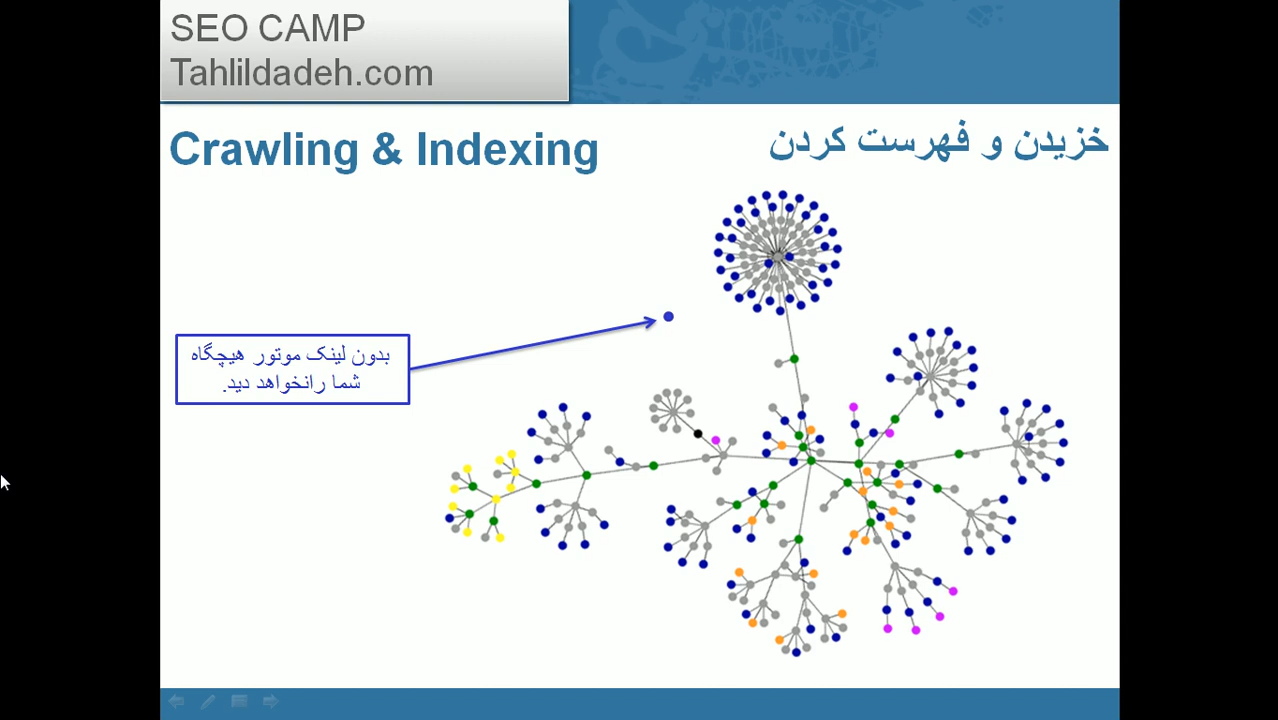 SEO CAMP
Tahlildadeh.com
Crawling & Indexing
خزیدن و فهرست کردن
بدون لینک موتور هیچگاه
شما رانخواهد دید.